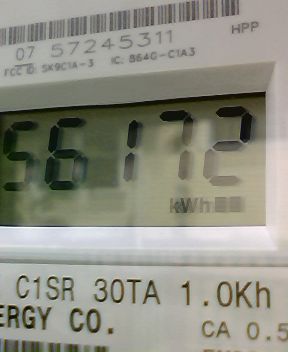 07 57245311
HPP
FCC ID: SK9C1A-3 IC: 864G-C1A3
56172
kWh
C1SR 30TA 1.0Kh
ERGY CO.
CA 0.5